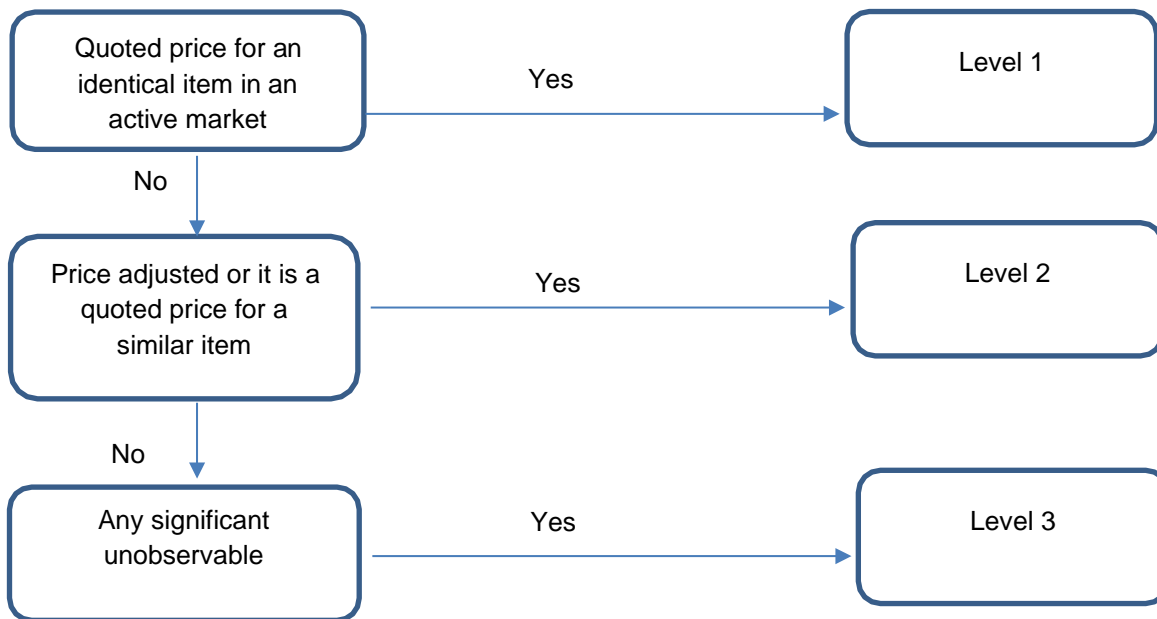 Quoted price for an
identical item in an
active market
Yes
Level 1
No
Price adjusted or it is a
quoted price for a
similar item
Yes
Level 2
No
Any significant
unobservable
Yes
Level 3